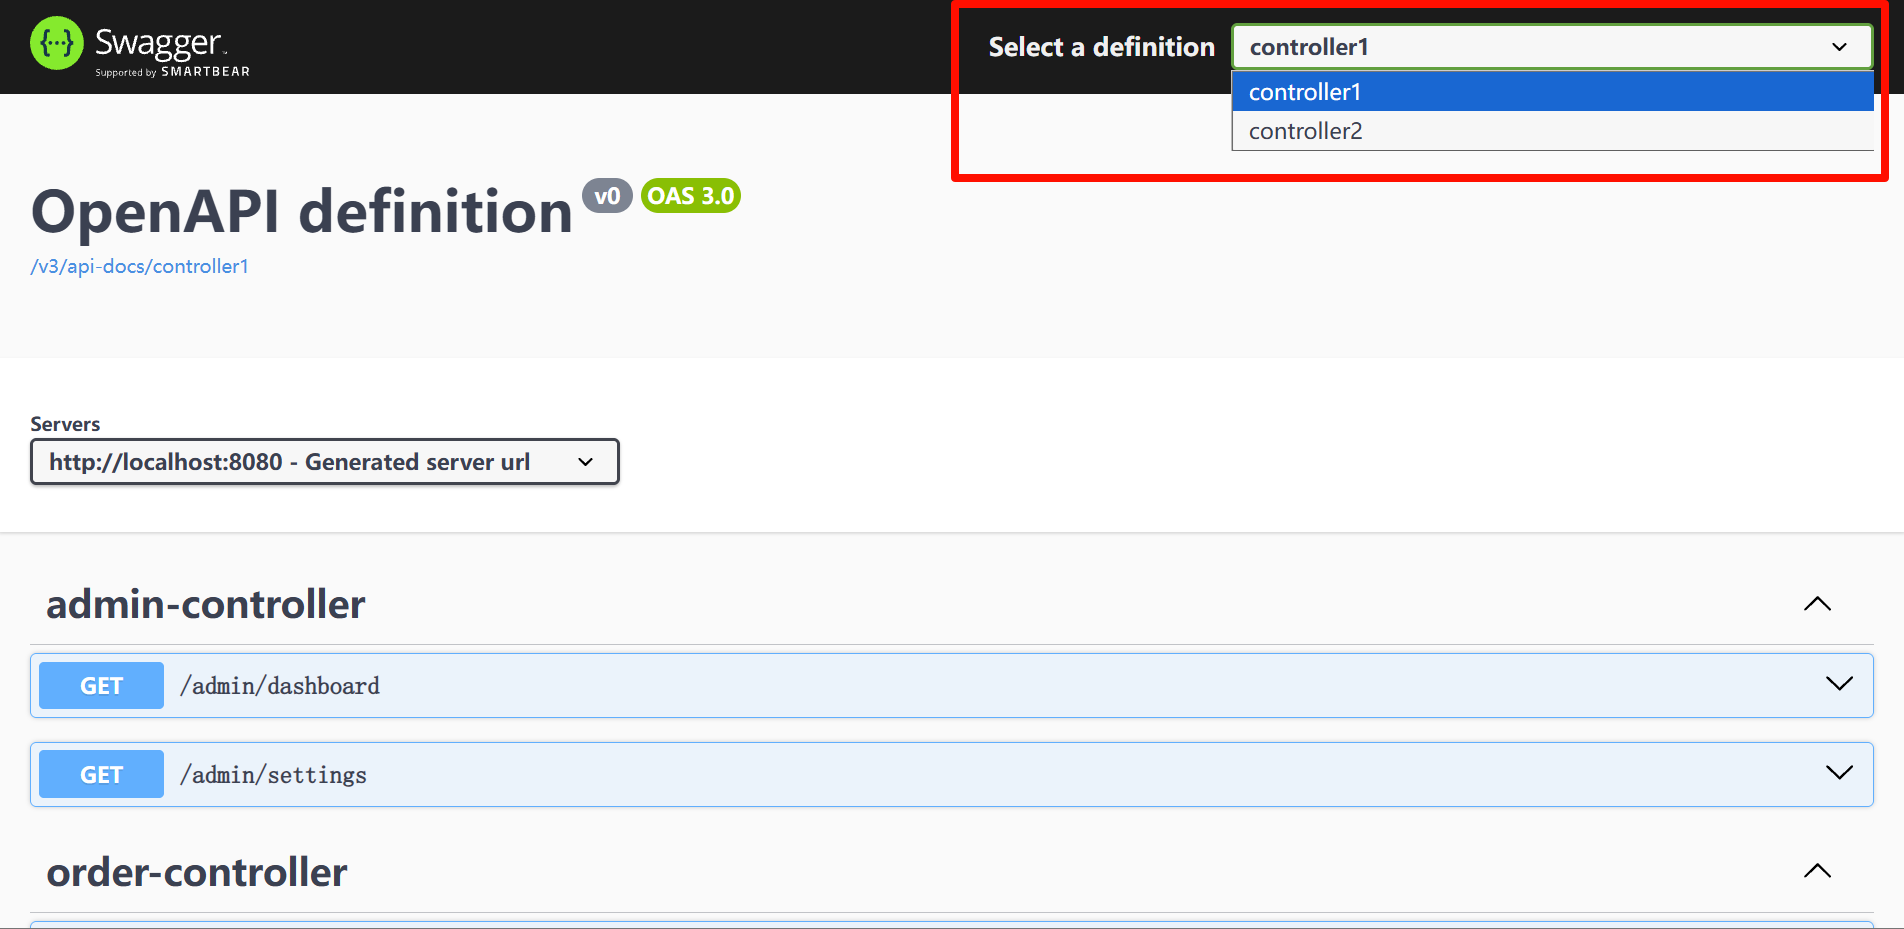 {...} Swagger
Supported by SMARTBEAR
Select a definition
controller1
controller1
controller2
OpenAPI definition v0 OAS 3.0
/v3/api-docs/controller1
Servers
http://localhost:8080 - Generated server url
admin-controller
GET /admin/dashboard
GET /admin/settings
order-controller